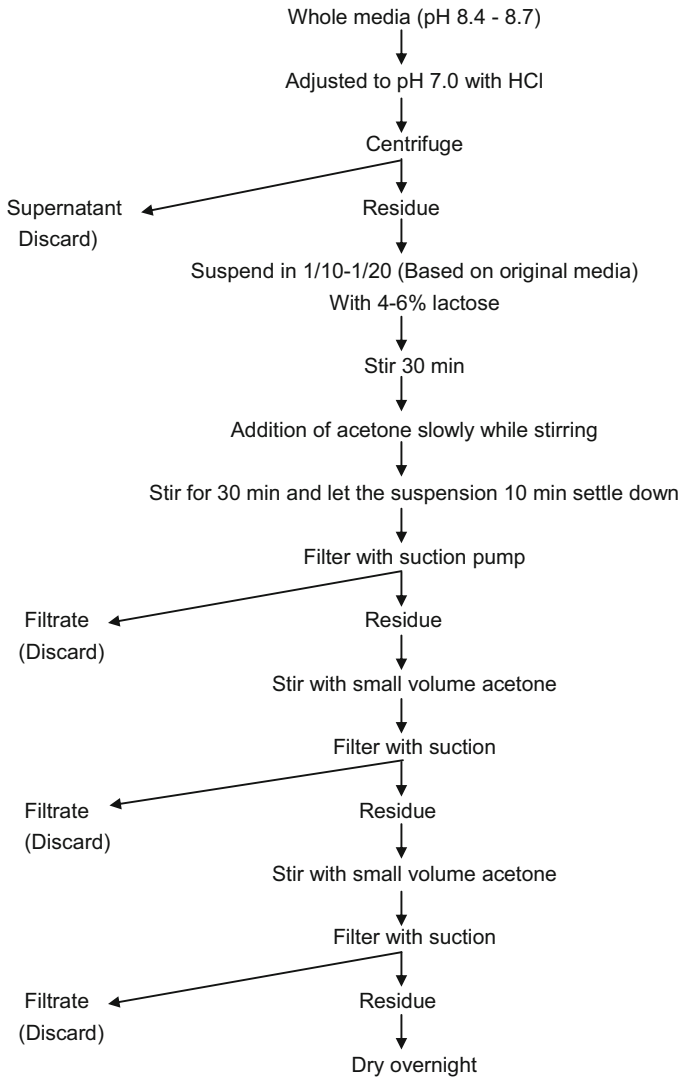 Whole media (pH 8.4 - 8.7)
Adjusted to pH 7.0 with HCl
Centrifuge
Supernatant
Discard)
Residue
Suspend in 1/10-1/20 (Based on original media)
With 4-6% lactose
Stir 30 min
Addition of acetone slowly while stirring
Stir for 30 min and let the suspension 10 min settle down
Filter with suction pump
Filtrate
(Discard)
Residue
Stir with small volume acetone
Filter with suction
Filtrate
(Discard)
Residue
Stir with small volume acetone
Filter with suction
Filtrate
(Discard)
Residue
Dry overnight